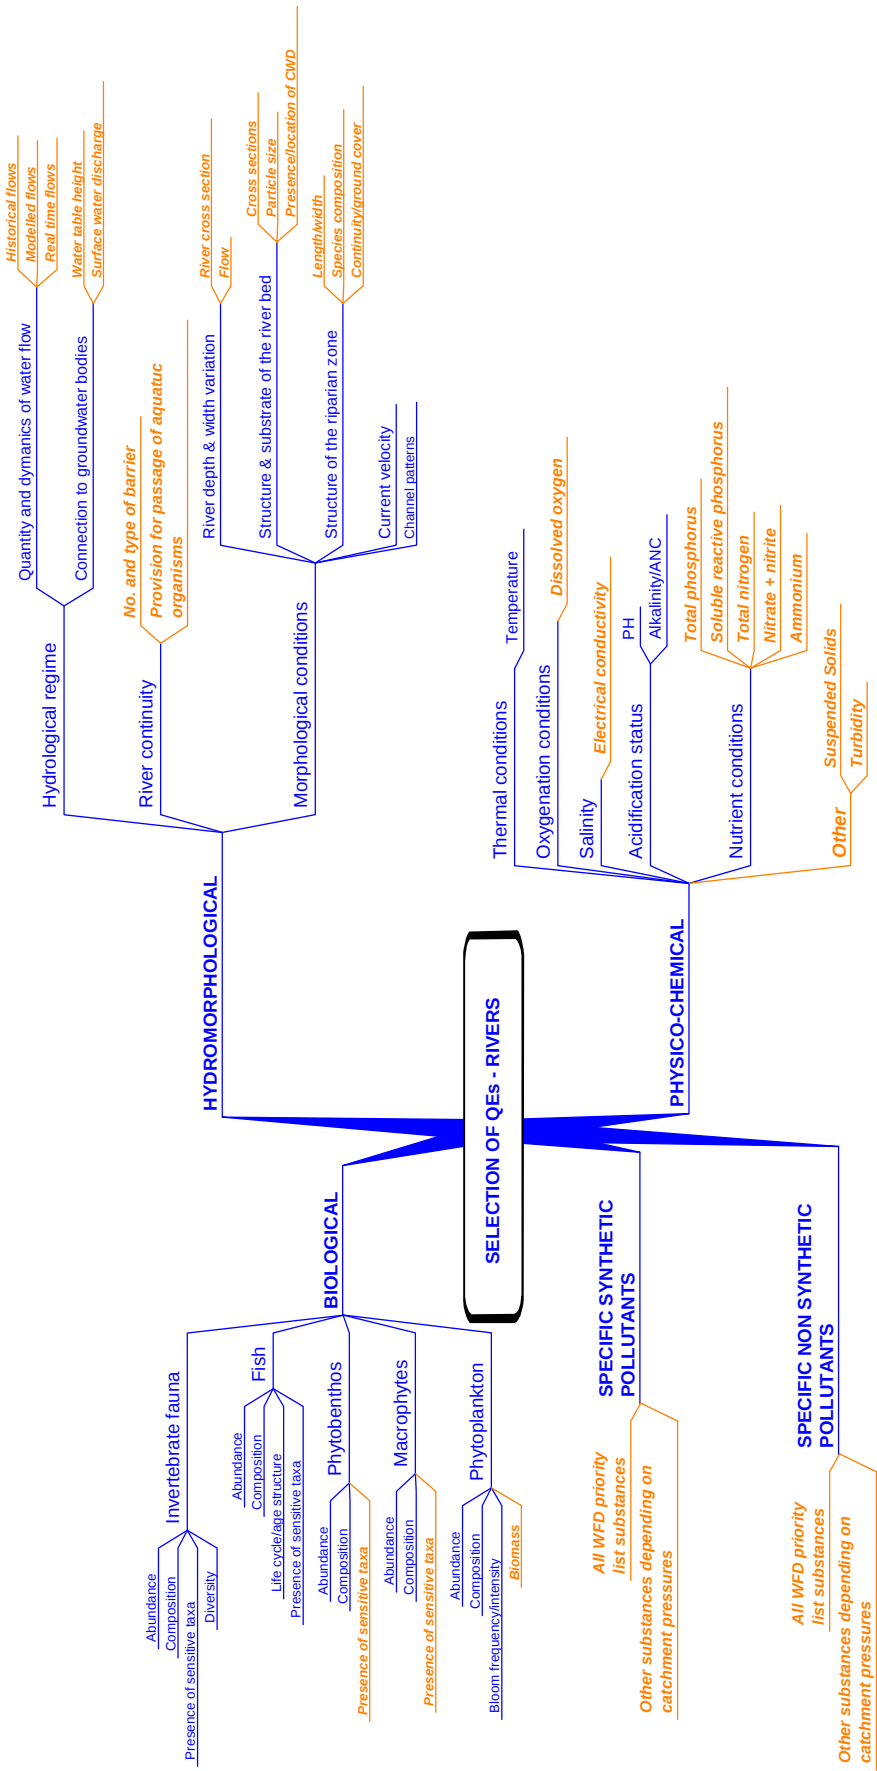 SELECTION OF QEs - RIVERS
HYDROMORPHOLOGICAL
Hydrological regime
Quantity and dymanics of water flow
Historical flows
Modelled flows
Real time flows
Connection to groundwater bodies
Water table height
Surface water discharge
River continuity
No. and type of barrier
Provision for passage of aquatuc
organisms
Morphological conditions
River depth & width variation
River cross section
Flow
Structure & substrate of the river bed
Cross sections
Particle size
Presence/location of CWD
Structure of the riparian zone
Length/width
Species composition
Continuity/ground cover
Current velocity
Channel patterns
PHYSICO-CHEMICAL
Thermal conditions
Temperature
Oxygenation conditions
Dissolved oxygen
Salinity
Electrical conductivity
Acidification status
PH
Alkalinity/ANC
Nutrient conditions
Total phosphorus
Soluble reactive phosphorus
Total nitrogen
Nitrate + nitrite
Ammonium
Other
Suspended Solids
Turbidity
BIOLOGICAL
Invertebrate fauna
Abundance
Composition
Presence of sensitive taxa
Diversity
Fish
Abundance
Composition
Life cycle/age structure
Presence of sensitive taxa
Phytobenthos
Abundance
Composition
Presence of sensitive taxa
Macrophytes
Abundance
Composition
Presence of sensitive taxa
Phytoplankton
Abundance
Composition
Bloom frequency/intensity
Biomass
SPECIFIC SYNTHETIC
POLLUTANTS
All WFD priority
list substances
Other substances depending on
catchment pressures
SPECIFIC NON SYNTHETIC
POLLUTANTS
All WFD priority
list substances
Other substances depending on
catchment pressures